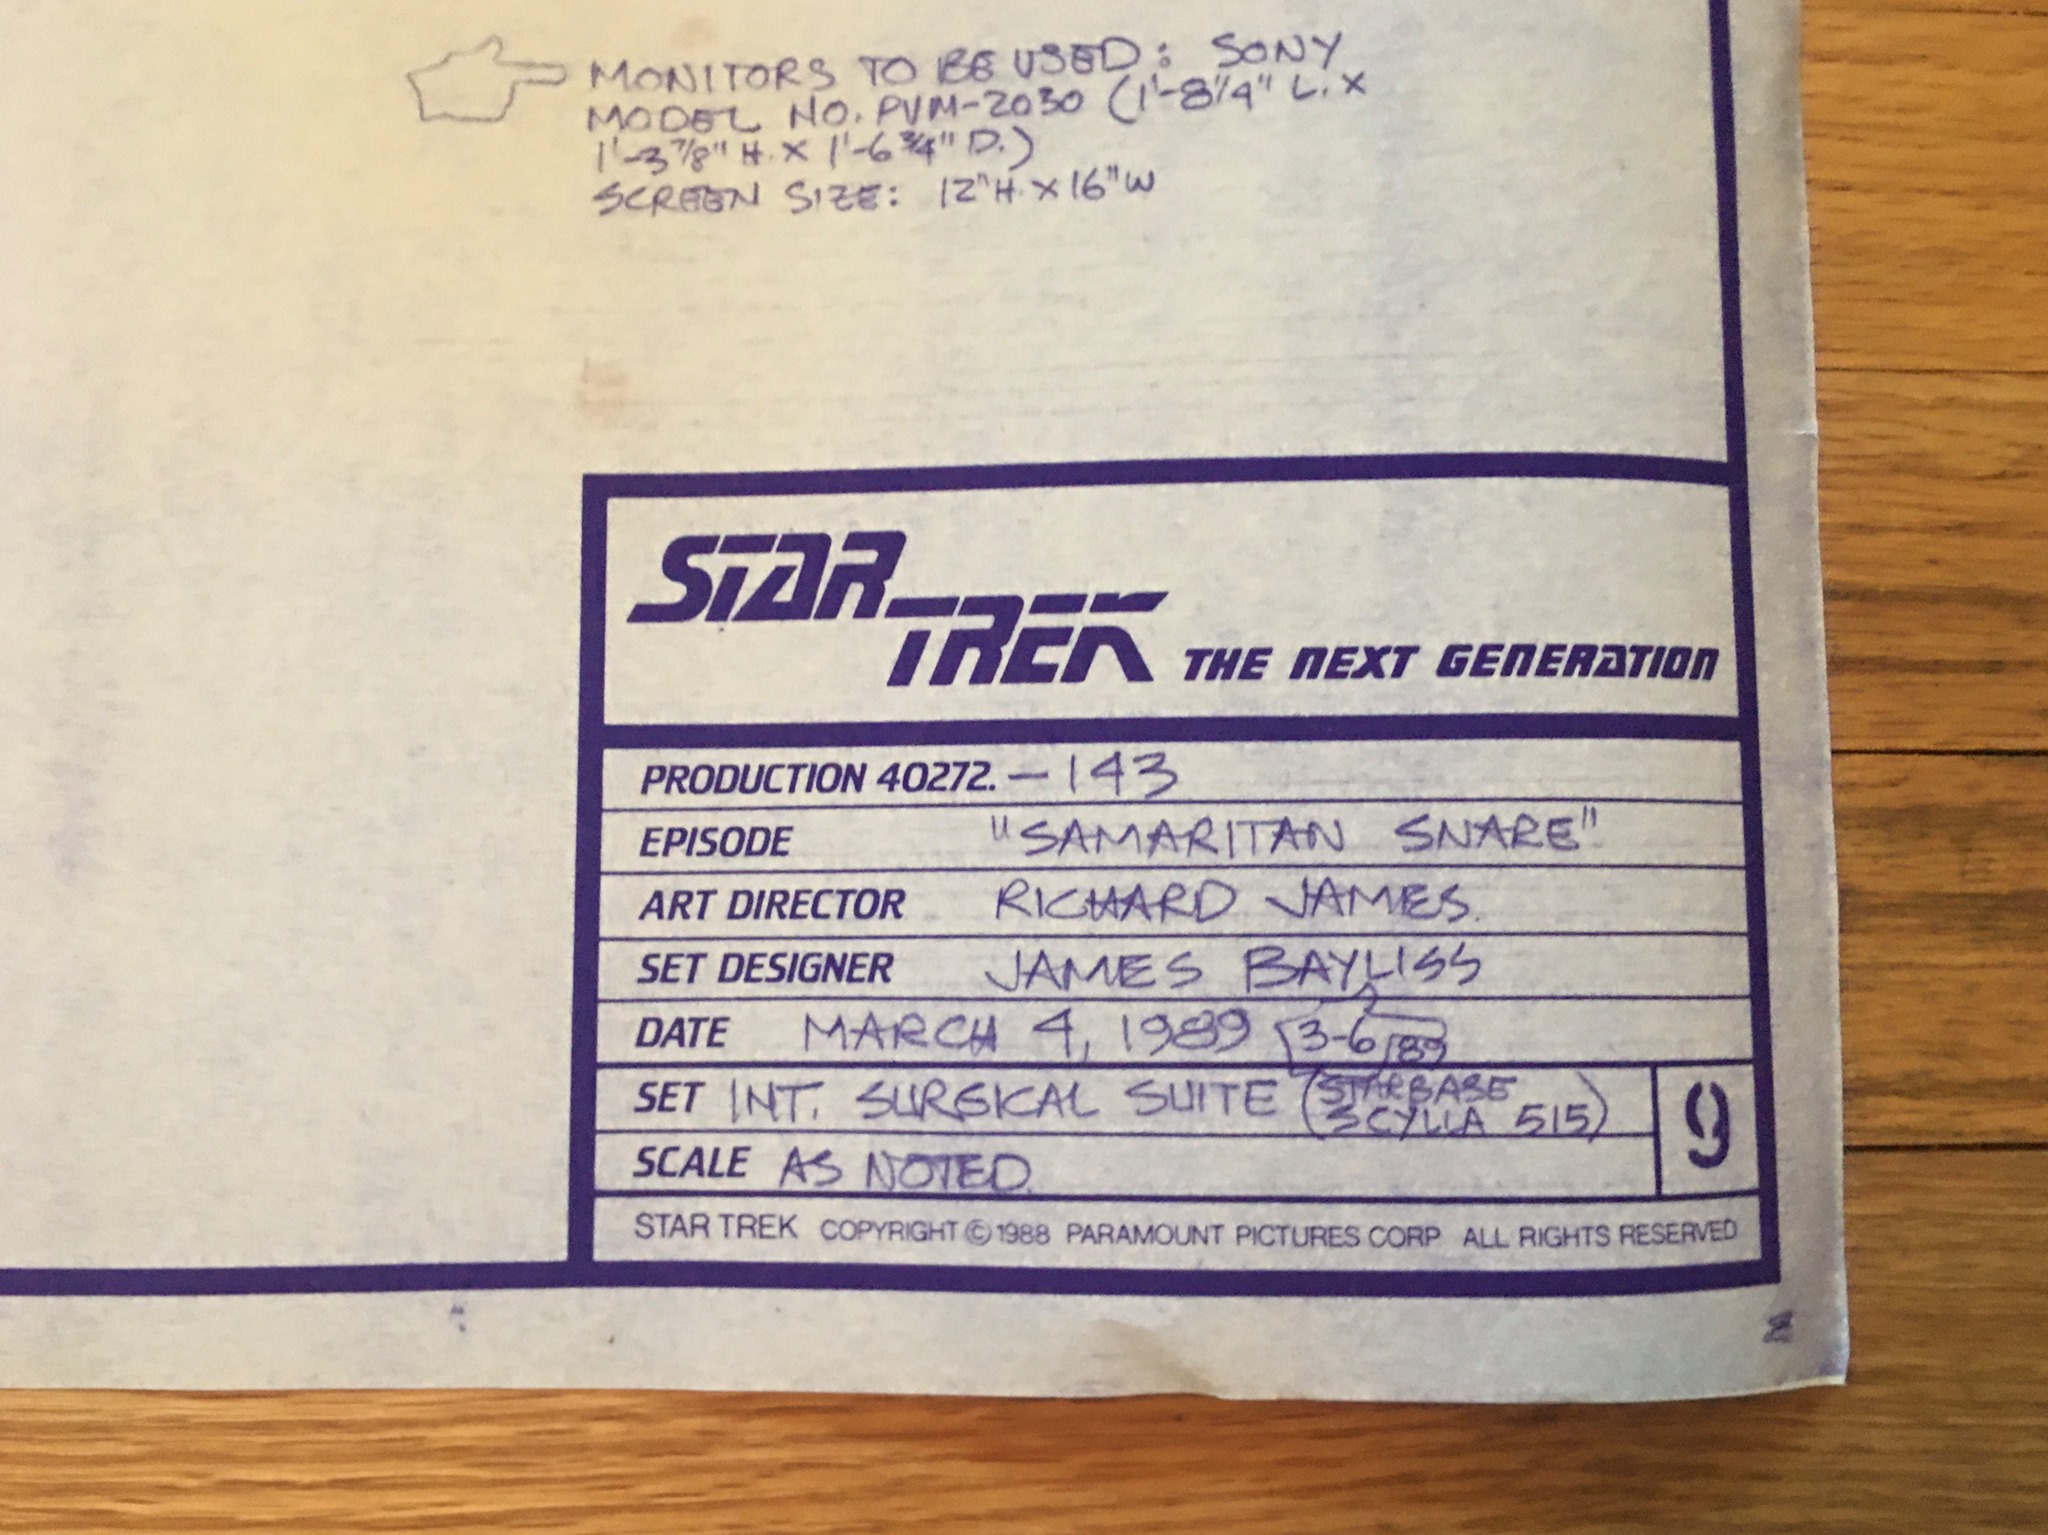 MONITORS TO BE USED: SONY
MODEL NO. PVM-2030 (1'-8 1/4" L. X
1'-3 7/8" H. X 1'-6 3/4" D.)
SCREEN SIZE: 12" H. X 16" W
STAR TREK THE NEXT GENERATION
PRODUCTION 40272.-143
EPISODE "SAMARITAN SNARE"
ART DIRECTOR RICHARD JAMES.
SET DESIGNER JAMES BAYLISS
DATE MARCH 4, 1989 3-6/89
SET INT. SURGICAL SUITE (STARBASE
SCYLLA 515)
9
SCALE AS NOTED.
STAR TREK COPYRIGHT © 1988 PARAMOUNT PICTURES CORP ALL RIGHTS RESERVED